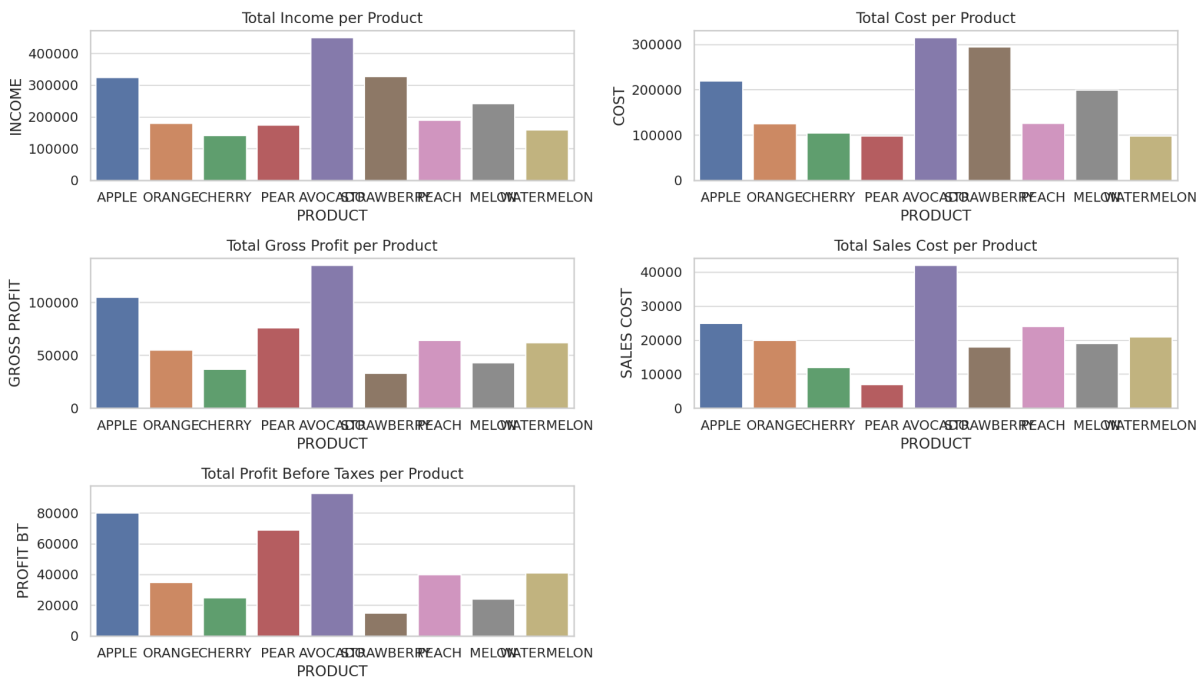 Total Income per Product
INCOME
400000
300000
200000
100000
0
APPLE ORANGE CHERRY PEAR AVOCADO STRAWBERRY PEACH MELON WATERMELON
PRODUCT
Total Cost per Product
COST
300000
200000
100000
0
APPLE ORANGE CHERRY PEAR AVOCADO STRAWBERRY PEACH MELON WATERMELON
PRODUCT
Total Gross Profit per Product
GROSS PROFIT
100000
50000
0
APPLE ORANGE CHERRY PEAR AVOCADO STRAWBERRY PEACH MELON WATERMELON
PRODUCT
Total Sales Cost per Product
SALES COST
40000
30000
20000
10000
0
APPLE ORANGE CHERRY PEAR AVOCADO STRAWBERRY PEACH MELON WATERMELON
PRODUCT
Total Profit Before Taxes per Product
PROFIT BT
80000
60000
40000
20000
0
APPLE ORANGE CHERRY PEAR AVOCADO STRAWBERRY PEACH MELON WATERMELON
PRODUCT